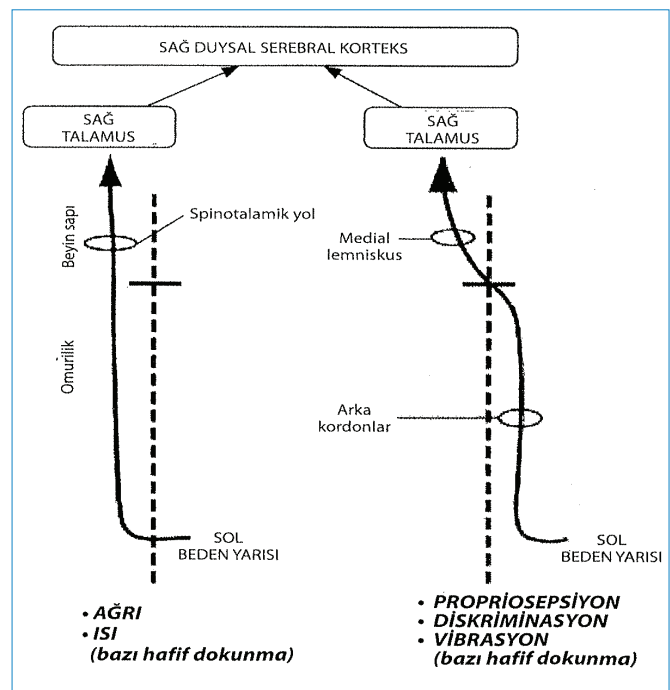 SAĞ DUYSAL SEREBRAL KORTEKS
SAĞ
TALAMUS
SAĞ
TALAMUS
Beyin sapı
Spinotalamik yol
Medial
lemniskus
Omurilik
Arka
kordonlar
SOL
BEDEN YARISI
SOL
BEDEN YARISI
• AĞRI
• ISI
(bazı hafif dokunma)
• PROPRİOSEPSİYON
• DİSKRİMİNASYON
• VİBRASYON
(bazı hafif dokunma)